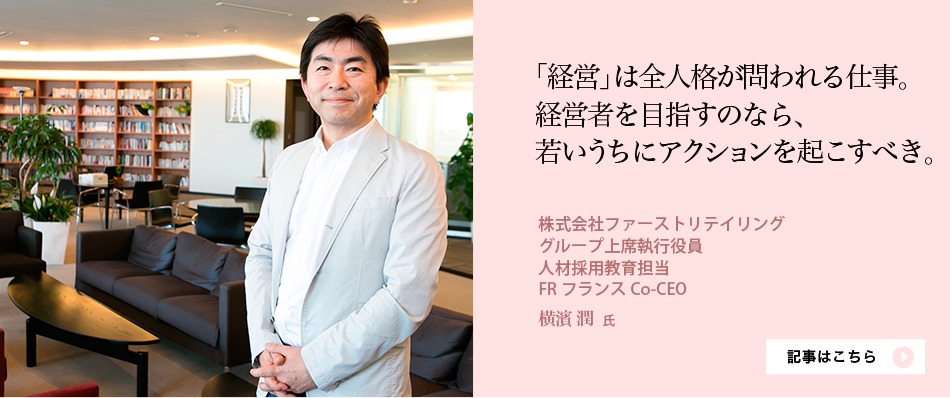 「経営」は全人格が問われる仕事。
経営者を目指すのなら、
若いうちにアクションを起こすべき。
株式会社ファーストリテイリング
グループ上席執行役員
人材採用教育担当
FR フランス Co-CEO
横濱 潤 氏
記事はこちら